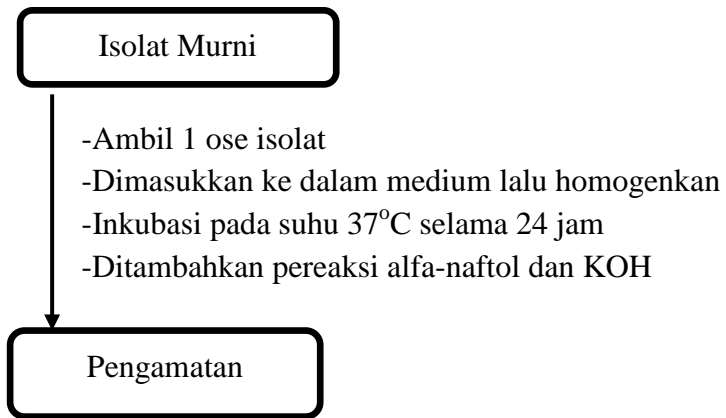 Isolat Murni
-Ambil 1 ose isolat
-Dimasukkan ke dalam medium lalu homogenkan
-Inkubasi pada suhu 37°C selama 24 jam
-Ditambahkan pereaksi alfa-naftol dan KOH
Pengamatan